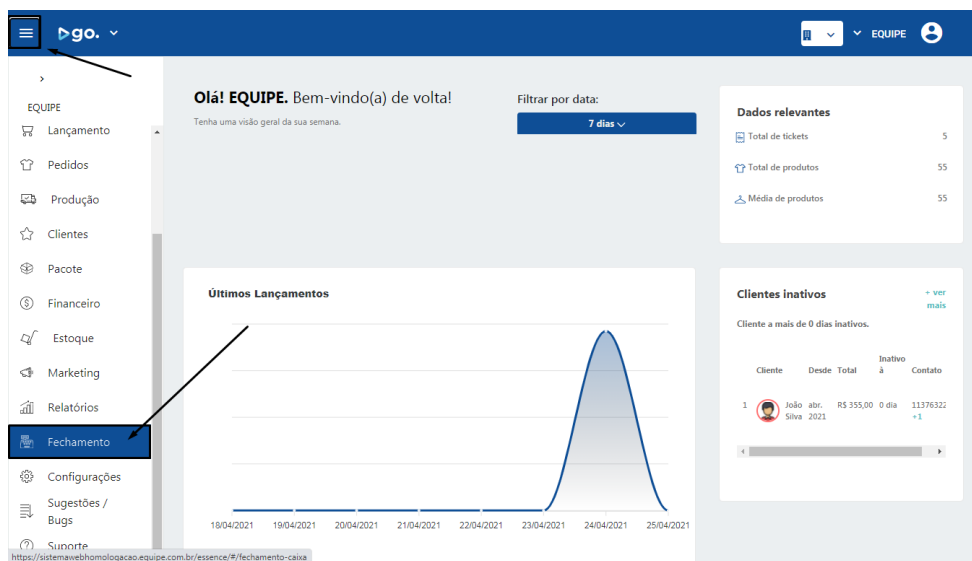 go.
EQUIPE
EQUIPE
Lançamento
Pedidos
Produção
Clientes
Pacote
Financeiro
Estoque
Marketing
Relatórios
Fechamento
Configurações
Sugestões /
Bugs
Suporte
https://sistemawebhomologacao.equipe.com.br/essence/#/fechamento-caixa
Olá! EQUIPE. Bem-vindo(a) de volta!
Tenha uma visão geral da sua semana.
Filtrar por data:
7 dias
Dados relevantes
Total de tickets 5
Total de produtos 55
Média de produtos 55
Últimos Lançamentos
18/04/2021 19/04/2021 20/04/2021 21/04/2021 22/04/2021 23/04/2021 24/04/2021 25/04/2021
Clientes inativos
+ ver
mais
Cliente a mais de 0 dias inativos.
Inativo
Cliente Desde Total à Contato
1 João abr. R$ 355,00 0 dia 11376322
Silva 2021 +1